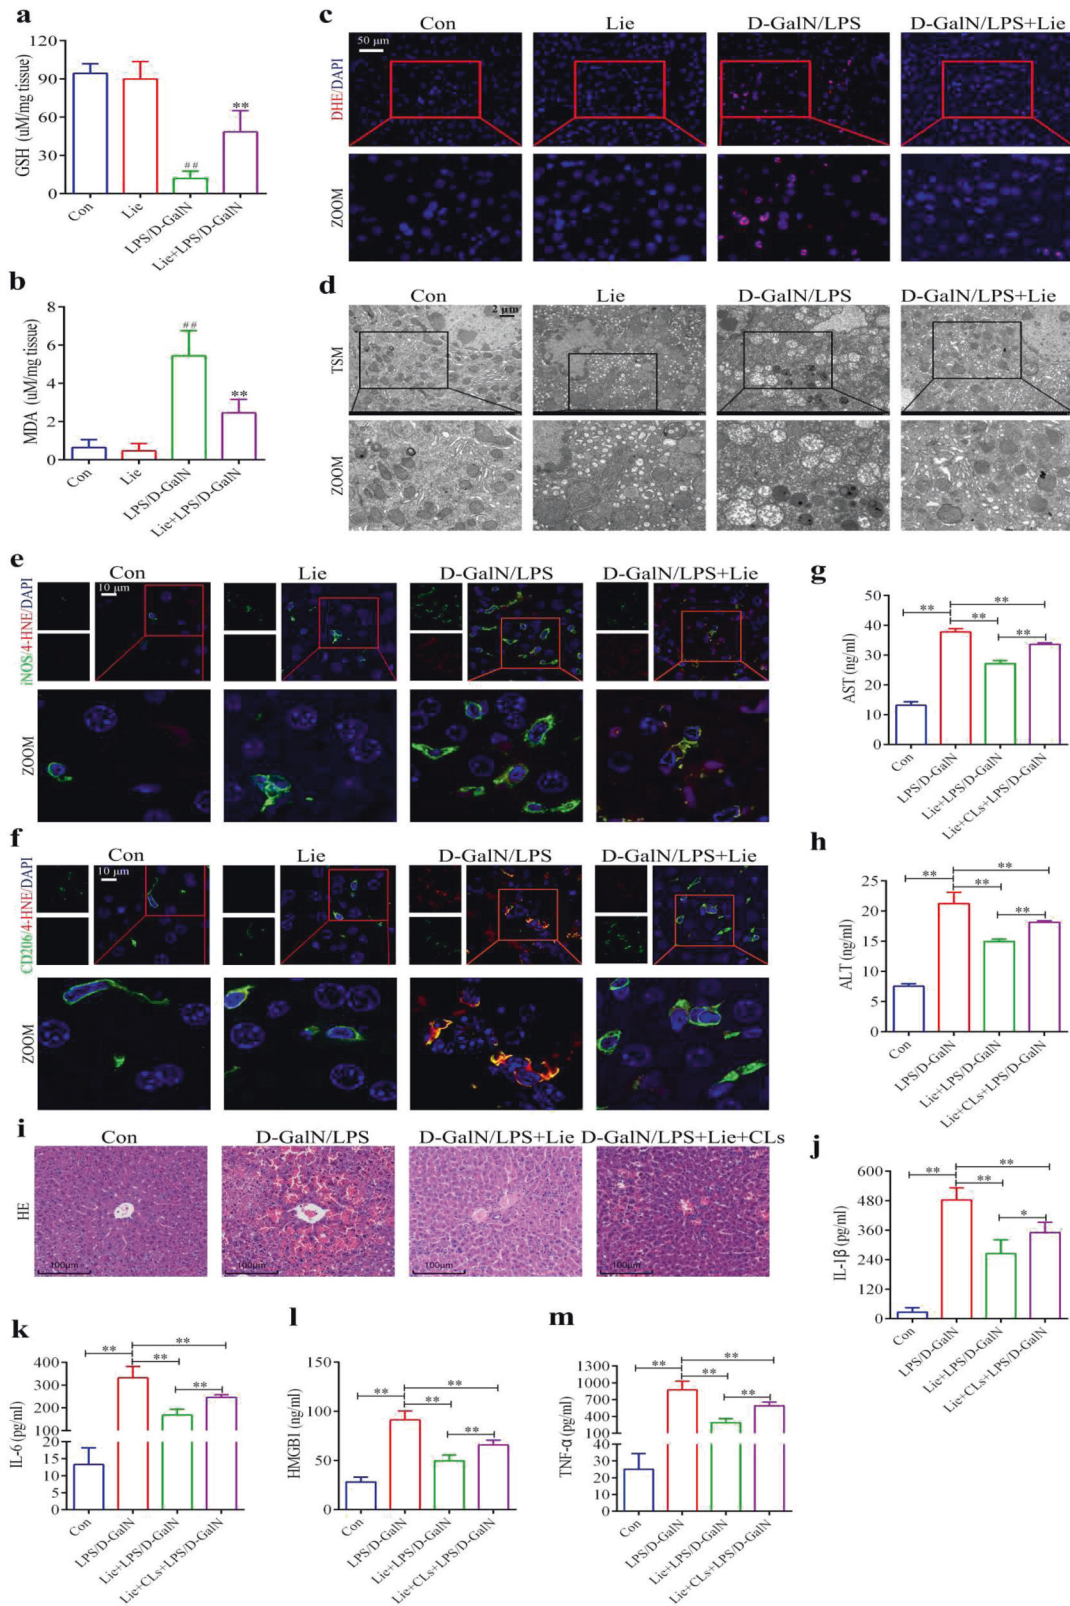 a
GSH (uM/mg tissue)
120
90
60
30
0
##
**
Con
Lie
LPS/D-GalN
Lie+LPS/D-GalN
b
MDA (uM/mg tissue)
8
6
4
2
0
##
**
Con
Lie
LPS/D-GalN
Lie+LPS/D-GalN
c
Con
Lie
D-GalN/LPS
D-GalN/LPS+Lie
50 μm
DHE/DAPI
ZOOM
d
Con
Lie
D-GalN/LPS
D-GalN/LPS+Lie
2 μm
TSM
ZOOM
e
Con
Lie
D-GalN/LPS
D-GalN/LPS+Lie
10 μm
iNOS/4-HNE/DAPI
ZOOM
f
Con
Lie
D-GalN/LPS
D-GalN/LPS+Lie
10 μm
CD206/4-HNE/DAPI
ZOOM
g
AST (ng/ml)
50
40
30
20
10
0
**
**
**
**
Con
LPS/D-GalN
Lie+LPS/D-GalN
Lie+CLs+LPS/D-GalN
h
ALT (ng/ml)
25
20
15
10
5
0
**
**
**
**
Con
LPS/D-GalN
Lie+LPS/D-GalN
Lie+CLs+LPS/D-GalN
i
Con
D-GalN/LPS
D-GalN/LPS+Lie
D-GalN/LPS+Lie+CLs
HE
100μm
100μm
100μm
100μm
j
IL-1β (pg/ml)
600
480
360
240
120
0
**
**
**
*
Con
LPS/D-GalN
Lie+LPS/D-GalN
Lie+CLs+LPS/D-GalN
k
IL-6 (pg/ml)
400
300
200
100
20
15
10
5
0
**
**
**
**
Con
LPS/D-GalN
Lie+LPS/D-GalN
Lie+CLs+LPS/D-GalN
l
HMGB1 (ng/ml)
150
100
50
0
**
**
**
**
Con
LPS/D-GalN
Lie+LPS/D-GalN
Lie+CLs+LPS/D-GalN
m
TNF-α (pg/ml)
1300
1000
700
400
100
40
30
20
10
0
**
**
**
**
Con
LPS/D-GalN
Lie+LPS/D-GalN
Lie+CLs+LPS/D-GalN